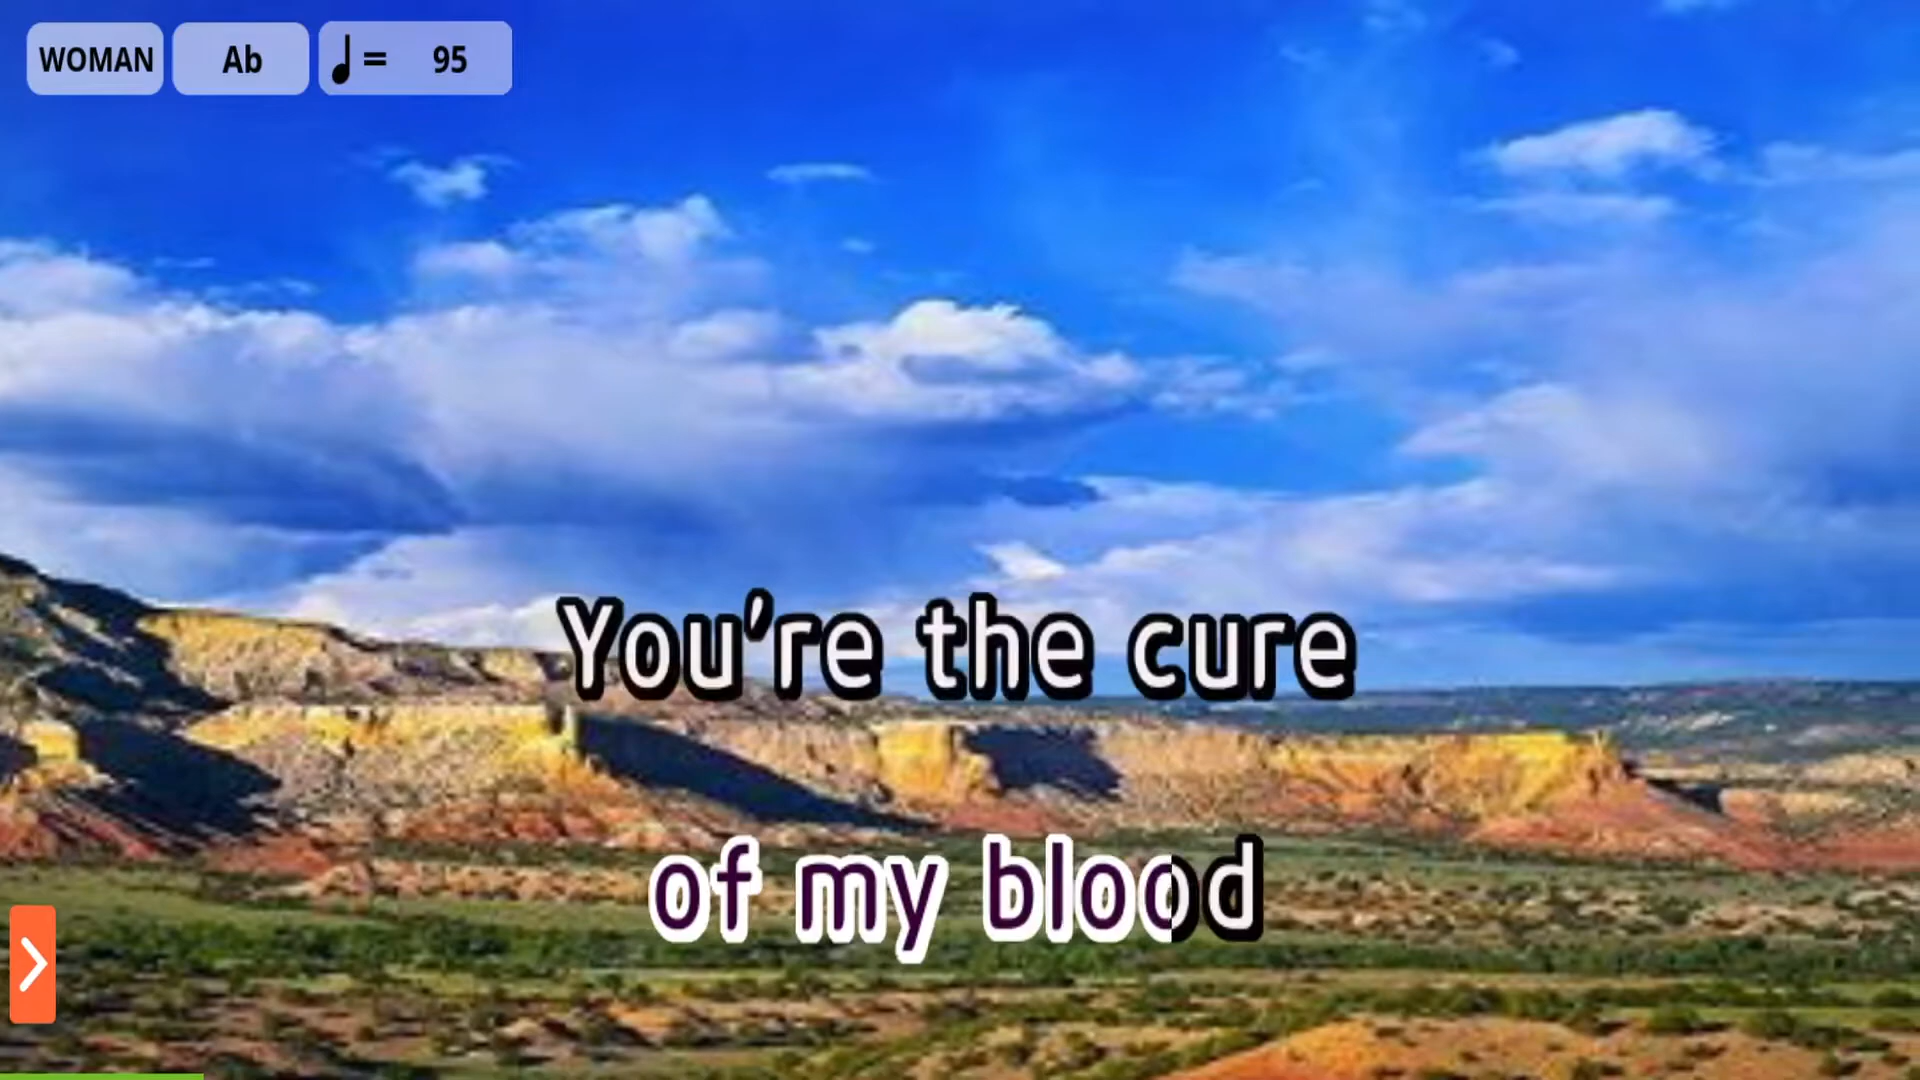 WOMAN Ab ♩ = 95
You're the cure
of my blood